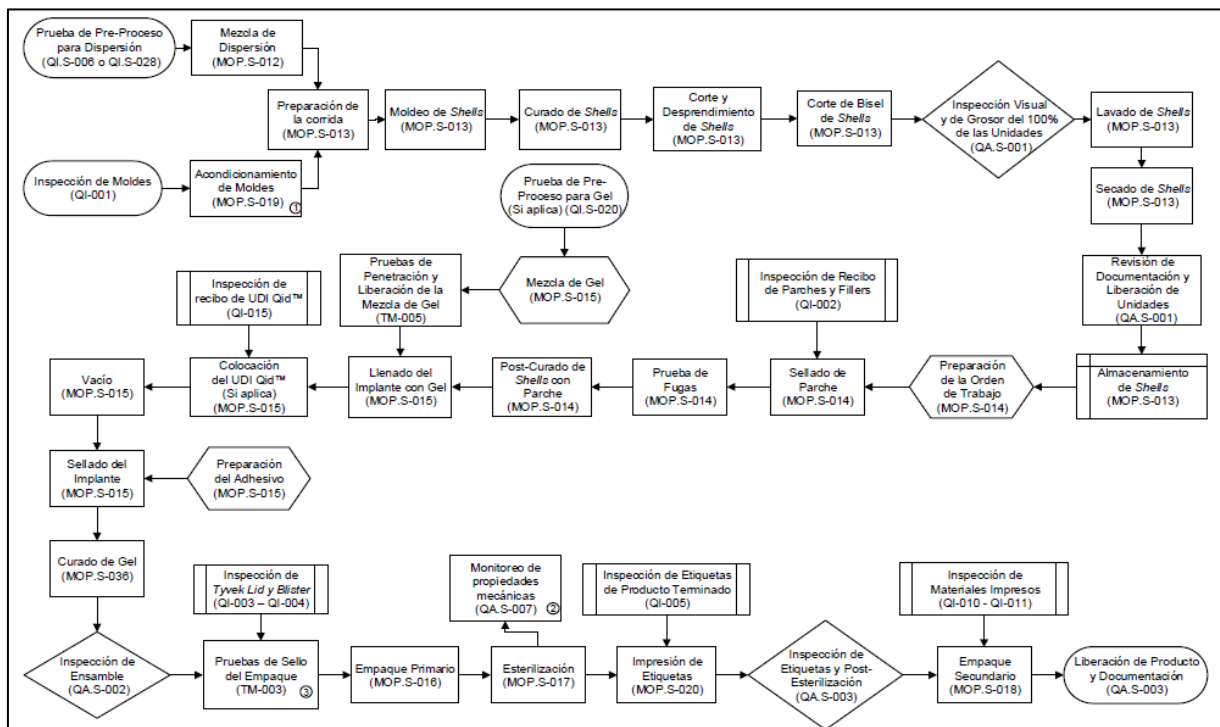 Prueba de Pre-Proceso
para Dispersión
(QI.S-006 o QI.S-028)
Mezcla de
Dispersión
(MOP.S-012)
Preparación de
la corrida
(MOP.S-013)
Moldeo de Shells
(MOP.S-013)
Curado de Shells
(MOP.S-013)
Corte y
Desprendimiento
de Shells
(MOP.S-013)
Corte de Bisel
de Shells
(MOP.S-013)
Inspección Visual
y de Grosor del 100%
de las Unidades
(QA.S-001)
Lavado de Shells
(MOP.S-013)
Inspección de Moldes
(QI-001)
Acondicionamiento
de Moldes
(MOP.S-019)
①
Prueba de Pre-
Proceso para Gel
(Si aplica) (QI.S-020)
Secado de Shells
(MOP.S-013)
Inspección de
recibo de UDI Qid™
(QI-015)
Pruebas de
Penetración y
Liberación de la
Mezcla de Gel
(TM-005)
Mezcla de Gel
(MOP.S-015)
Inspección de Recibo
de Parches y Fillers
(QI-002)
Revisión de
Documentación y
Liberación de
Unidades
(QA.S-001)
Vacío
(MOP.S-015)
Colocación
del UDI Qid™
(Si aplica)
(MOP.S-015)
Llenado del
Implante con Gel
(MOP.S-015)
Post-Curado de
Shells con
Parche
(MOP.S-014)
Prueba de
Fugas
(MOP.S-014)
Sellado de
Parche
(MOP.S-014)
Preparación
de la Orden
de Trabajo
(MOP.S-014)
Almacenamiento
de Shells
(MOP.S-013)
Sellado del
Implante
(MOP.S-015)
Preparación
del Adhesivo
(MOP.S-015)
Curado de Gel
(MOP.S-036)
Inspección de
Tyvek Lid y Blister
(QI-003 – QI-004)
Monitoreo de
propiedades
mecánicas
(QA.S-007)
②
Inspección de Etiquetas
de Producto Terminado
(QI-005)
Inspección de
Materiales Impresos
(QI-010 - QI-011)
Inspección de
Ensamble
(QA.S-002)
Pruebas de Sello
del Empaque
(TM-003)
③
Empaque Primario
(MOP.S-016)
Esterilización
(MOP.S-017)
Impresión de
Etiquetas
(MOP.S-020)
Inspección de
Etiquetas y Post-
Esterilización
(QA.S-003)
Empaque
Secundario
(MOP.S-018)
Liberación de Producto
y Documentación
(QA.S-003)